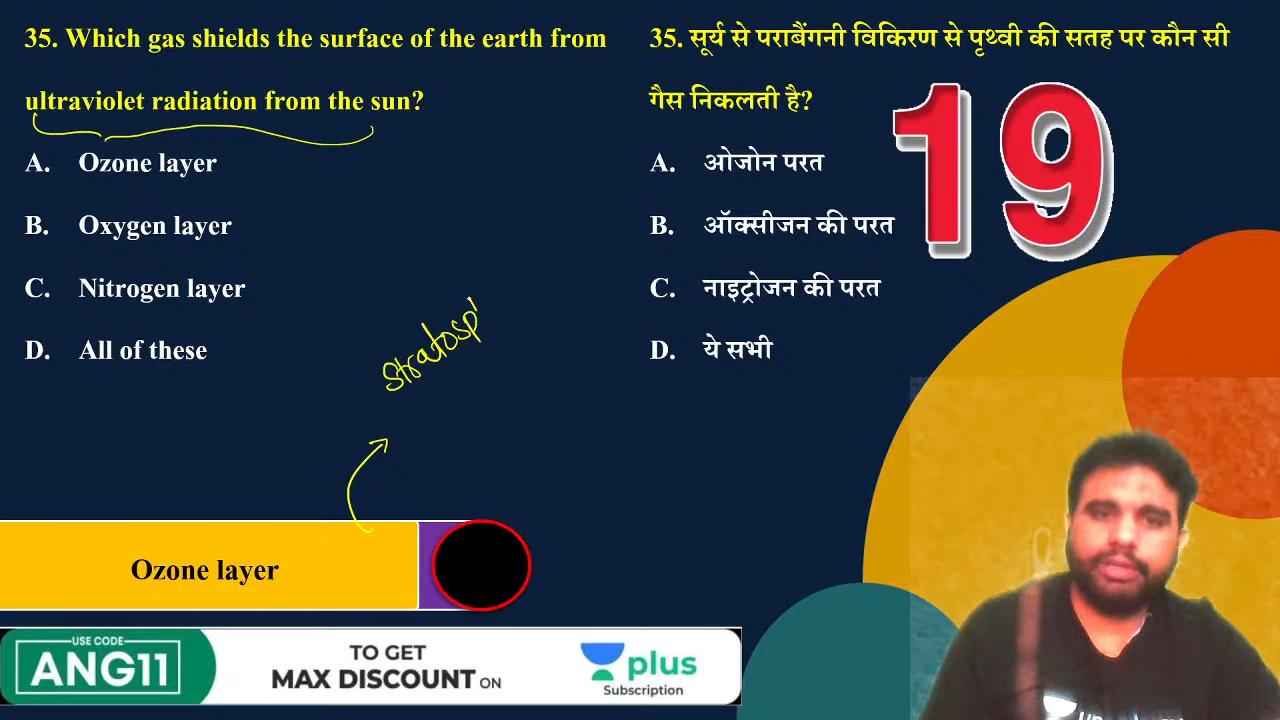 35. Which gas shields the surface of the earth from
ultraviolet radiation from the sun?
A. Ozone layer
B. Oxygen layer
C. Nitrogen layer
D. All of these
35. सूर्य से पराबैंगनी विकिरण से पृथ्वी की सतह पर कौन सी
गैस निकलती है?
A. ओजोन परत
B. ऑक्सीजन की परत
C. नाइट्रोजन की परत
D. ये सभी
19
stratosp
Ozone layer
USE CODE
ANG11
TO GET
MAX DISCOUNT ON
plus
Subscription